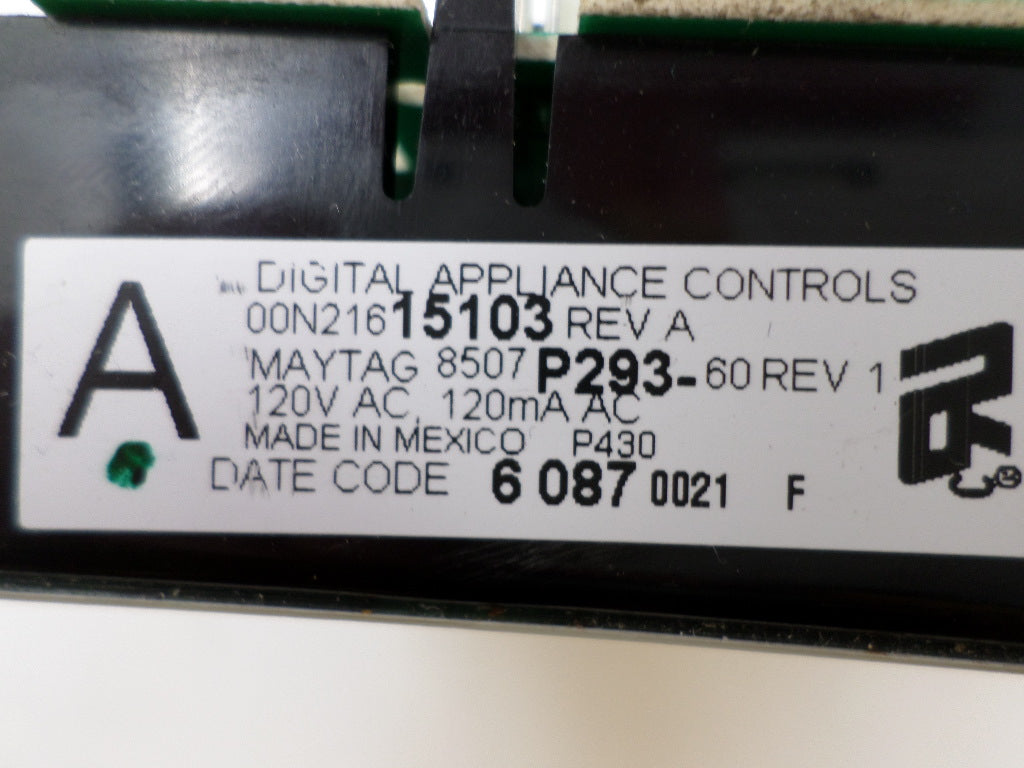 A
DIGITAL APPLIANCE CONTROLS
00N21615103 REV A
MAYTAG 8507P293-60 REV 1
120V AC, 120mA AC
MADE IN MEXICO P430
DATE CODE 6 087 0021 F